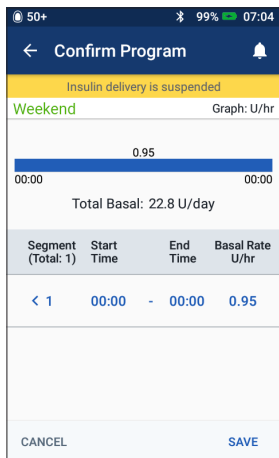 50+ 99% 07:04
Confirm Program
Insulin delivery is suspended
Weekend Graph: U/hr
0.95
00:00 00:00
Total Basal: 22.8 U/day
Segment Start End Basal Rate
(Total: 1) Time Time U/hr
< 1 00:00 - 00:00 0.95
CANCEL SAVE